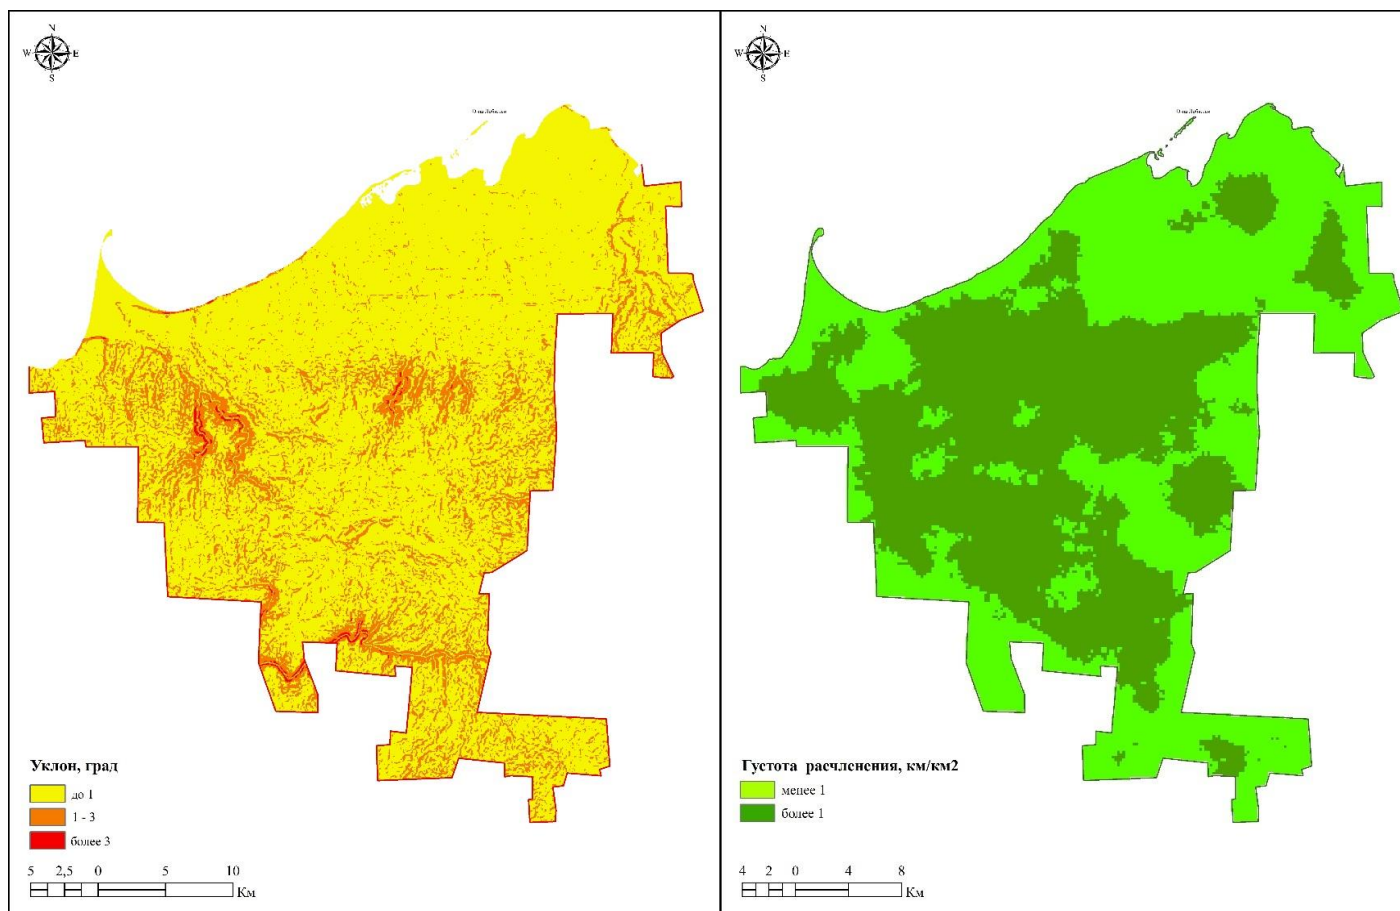 N
W E
S
Уклон, град
до 1
1 - 3
более 3
5 2,5 0 5 10
Км
N
W E
S
Густота расчленения, км/км2
менее 1
более 1
4 2 0 4 8
Км